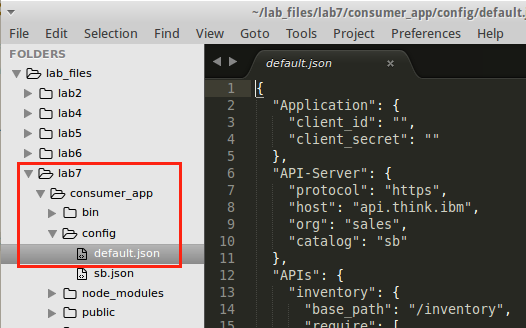 ~/lab_files/lab7/consumer_app/config/default.
File Edit Selection Find View Goto Tools Project Preferences Help
FOLDERS
lab_files
lab2
lab4
lab5
lab6
lab7
consumer_app
bin
config
default.json
sb.json
node_modules
public
default.json ×
1 {
2 "Application": {
3 "client_id": "",
4 "client_secret": ""
5 },
6 "API-Server": {
7 "protocol": "https",
8 "host": "api.think.ibm",
9 "org": "sales",
10 "catalog": "sb"
11 },
12 "APIs": {
13 "inventory": {
14 "base_path": "/inventory",
15 "require": [